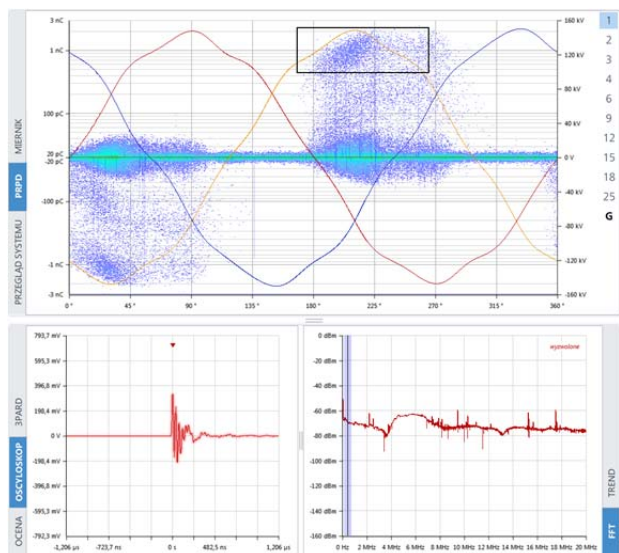 MIERNIK
PRPD
PRZEGLĄD SYSTEMU
3 nC
1 nC
100 pC
20 pC
-20 pC
-100 pC
-1 nC
-3 nC
0 °
45 °
90 °
135 °
180 °
225 °
270 °
315 °
360 °
160 kV
120 kV
80 kV
40 kV
0 V
-40 kV
-80 kV
-120 kV
-160 kV
1
2
3
4
6
9
12
15
18
25
G
3PARD
OSCYLOSKOP
OCENA
793,7 mV
595,3 mV
396,8 mV
198,4 mV
0 V
-198,4 mV
-396,8 mV
-595,3 mV
-792,3 mV
-1,206 µs
-723,7 ns
0 s
482,5 ns
1,206 µs
wyzwolone
0 dBm
-20 dBm
-40 dBm
-60 dBm
-80 dBm
-100 dBm
-120 dBm
-140 dBm
-160 dBm
0 Hz
2 MHz
4 MHz
6 MHz
8 MHz
10 MHz
12 MHz
14 MHz
16 MHz
18 MHz
20 MHz
TREND
FFT